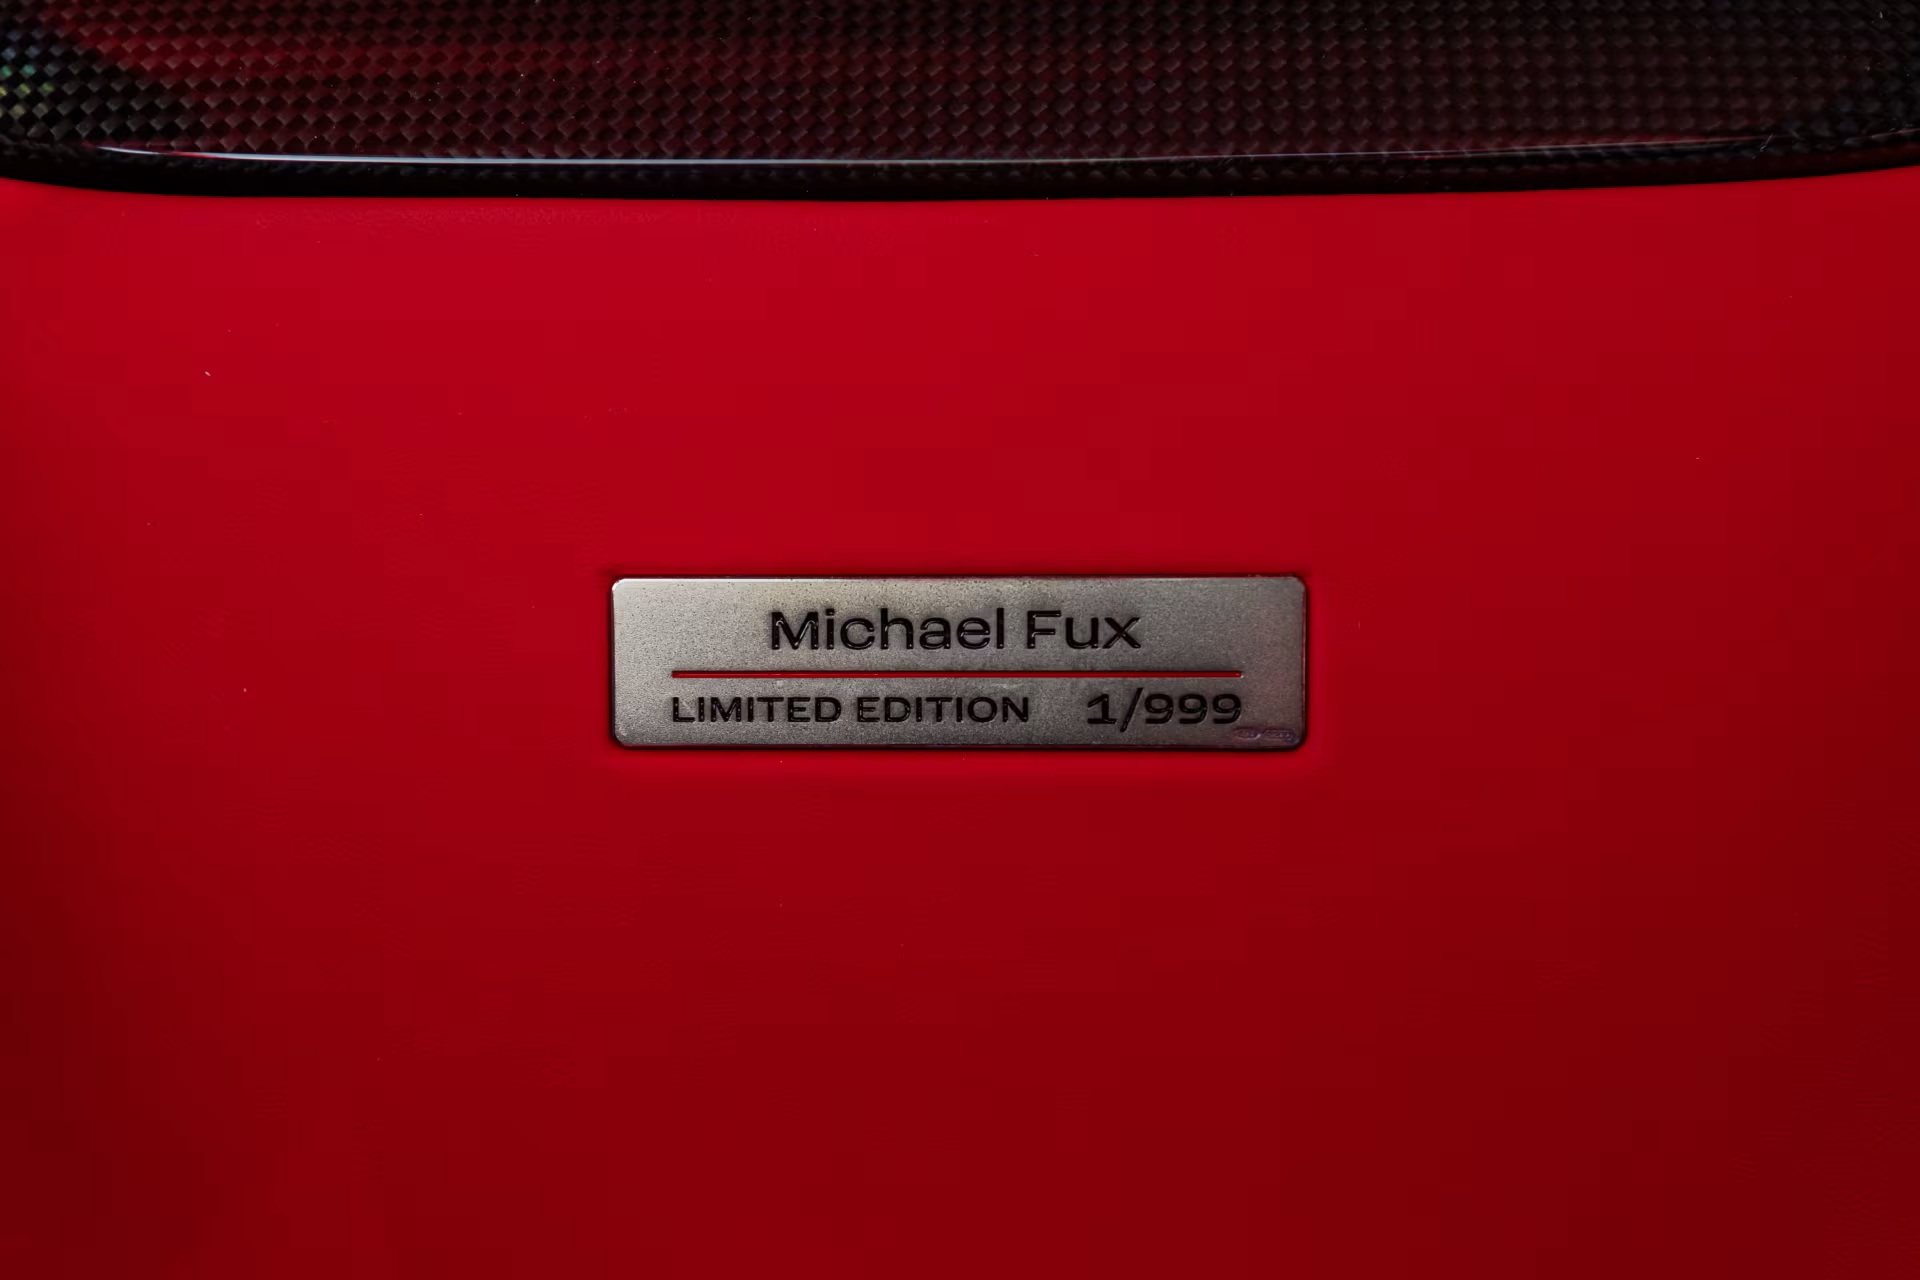 Michael Fux
LIMITED EDITION 1/999